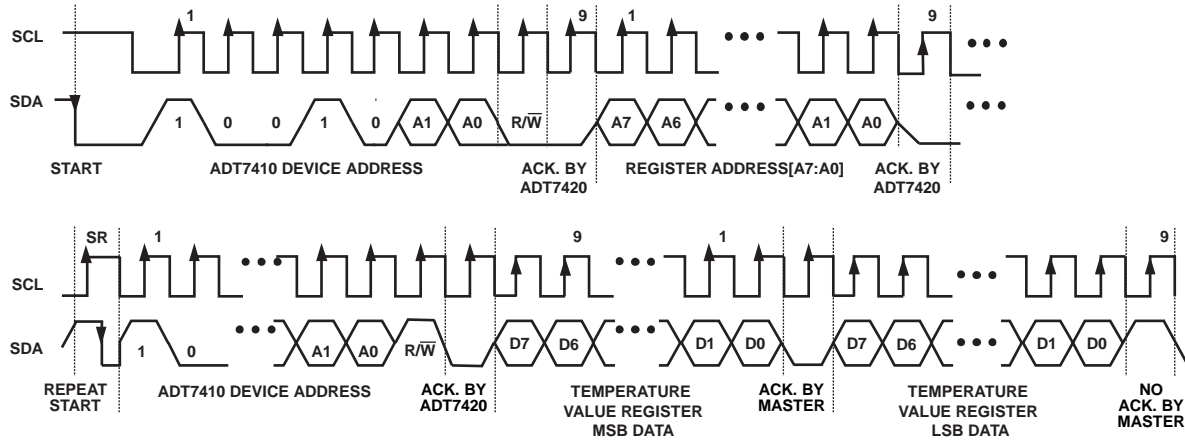 1 9 1
SCL
SDA
1 0 0 1 0 A1 A0 R/W̅ A7 A6 A1 A0
START ADT7410 DEVICE ADDRESS ACK. BY ADT7420 REGISTER ADDRESS[A7:A0] ACK. BY ADT7420
9
SR 1 9 1 9
SCL
SDA
1 0 A1 A0 R/W̅ D7 D6 D1 D0 D7 D6 D1 D0
REPEAT START
ADT7410 DEVICE ADDRESS
ACK. BY ADT7420
TEMPERATURE
VALUE REGISTER
MSB DATA
ACK. BY MASTER
TEMPERATURE
VALUE REGISTER
LSB DATA
NO
ACK. BY
MASTER